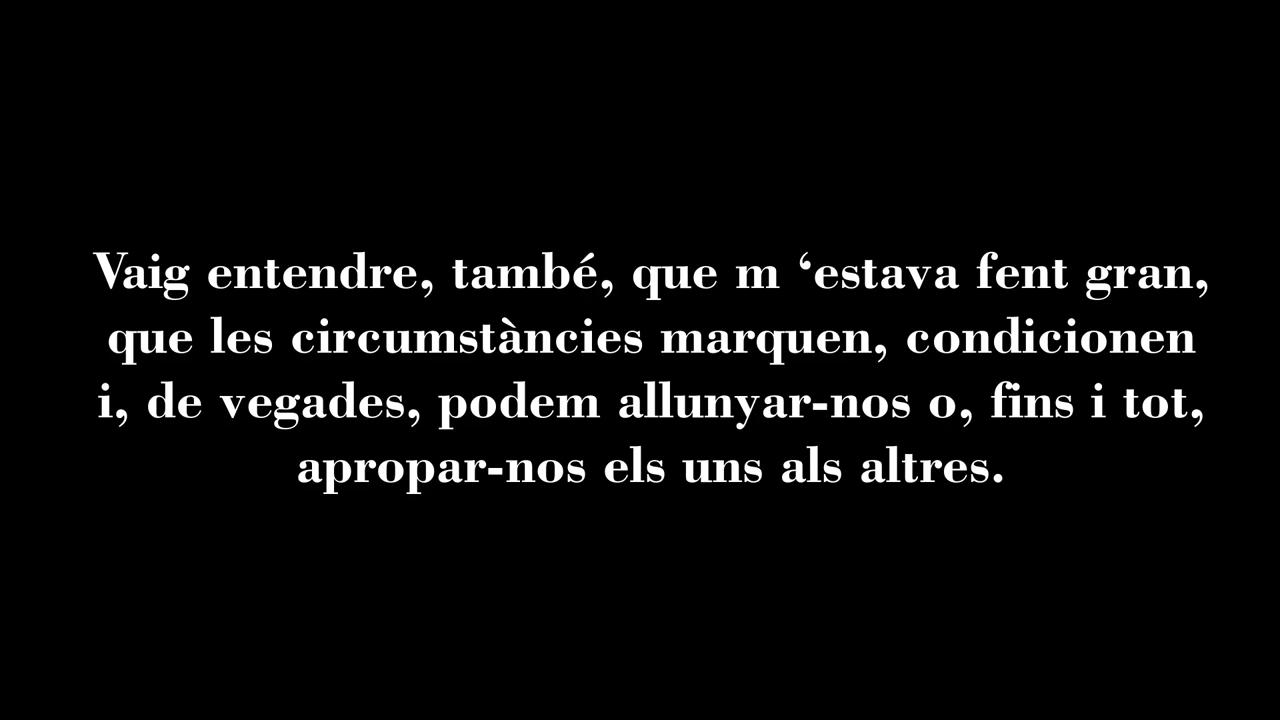 Vaig entendre, també, que m ‘estava fent gran,
que les circumstàncies marquen, condicionen
i, de vegades, podem allunyar-nos o, fins i tot,
apropar-nos els uns als altres.